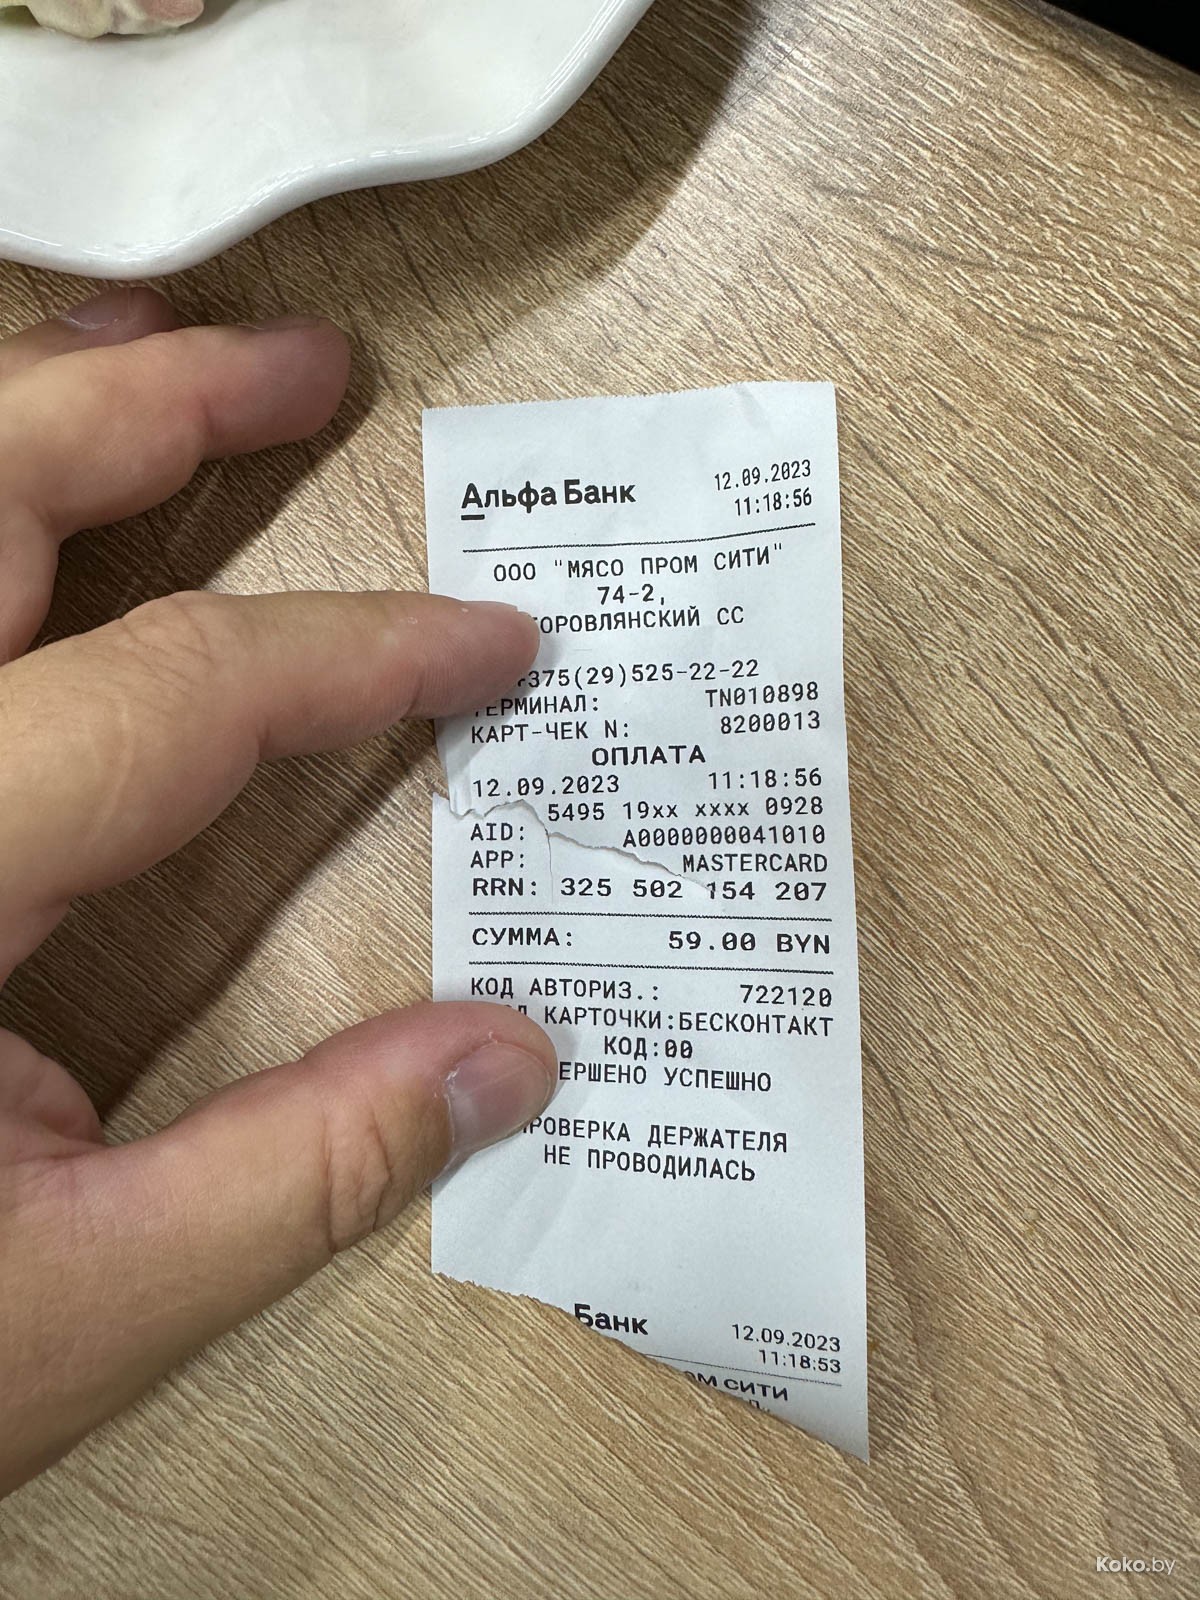 Альфа Банк 12.09.2023
11:18:56
ООО "МЯСО ПРОМ СИТИ"
74-2,
БОРОВЛЯНСКИЙ СС
+375(29)525-22-22
ТЕРМИНАЛ: TN010898
КАРТ-ЧЕК N: 8200013
ОПЛАТА
12.09.2023 11:18:56
5495 19xx xxxx 0928
AID: A0000000041010
APP: MASTERCARD
RRN: 325 502 154 207
СУММА: 59.00 BYN
КОД АВТОРИЗ.: 722120
КАРТОЧКИ:БЕСКОНТАКТ
КОД:00
ЕРШЕНО УСПЕШНО
ПРОВЕРКА ДЕРЖАТЕЛЯ
НЕ ПРОВОДИЛАСЬ
Банк 12.09.2023
11:18:53
ОМ СИТИ
Koko.by